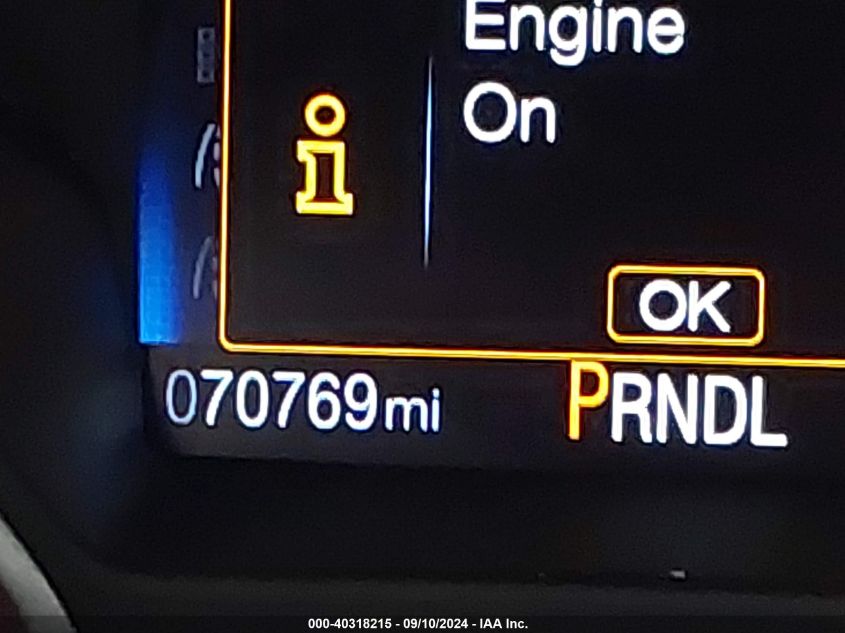 Engine
On
i
OK
070769mi
PRNDL
000-40318215 - 09/10/2024 - IAA Inc.